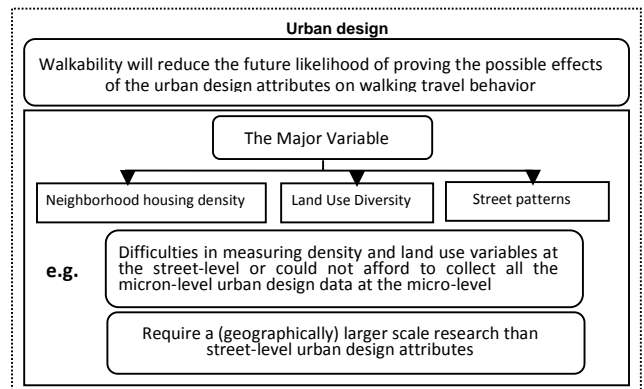 Urban design
Walkability will reduce the future likelihood of proving the possible effects
of the urban design attributes on walking travel behavior
The Major Variable
Neighborhood housing density
Land Use Diversity
Street patterns
e.g.
Difficulties in measuring density and land use variables at
the street-level or could not afford to collect all the
micron-level urban design data at the micro-level
Require a (geographically) larger scale research than
street-level urban design attributes